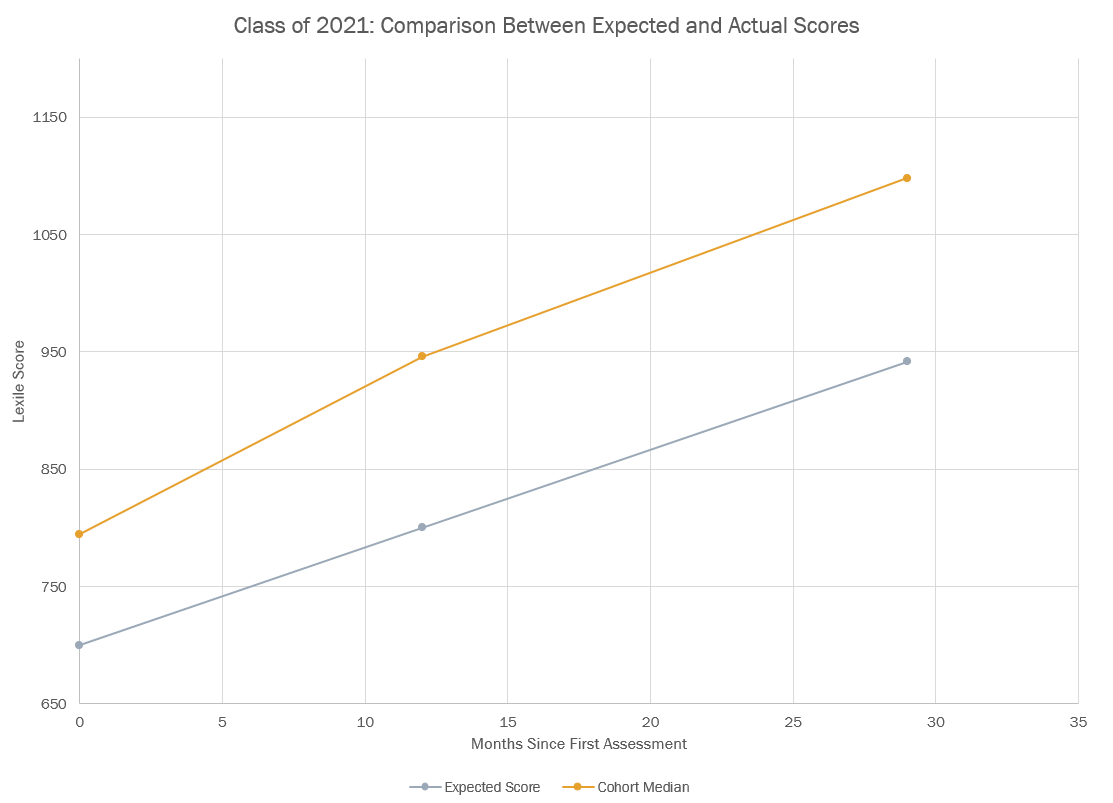 Class of 2021: Comparison Between Expected and Actual Scores
1150
1050
950
850
750
650
Lexile Score
0 5 10 15 20 25 30 35
Months Since First Assessment
Expected Score Cohort Median